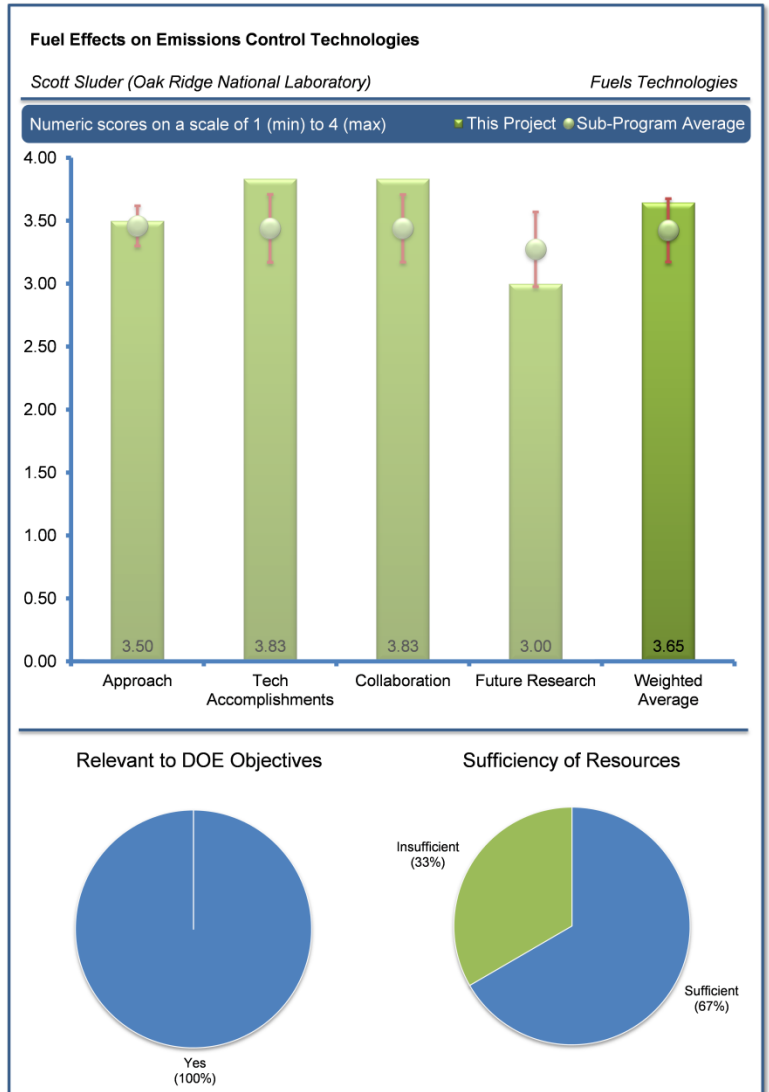 Fuel Effects on Emissions Control Technologies
Scott Sluder (Oak Ridge National Laboratory) Fuels Technologies
Numeric scores on a scale of 1 (min) to 4 (max) This Project Sub-Program Average
4.00
3.50
3.00
2.50
2.00
1.50
1.00
0.50
0.00
3.50 3.83 3.83 3.00 3.65
Approach Tech Collaboration Future Research Weighted
Accomplishments Average
Relevant to DOE Objectives Sufficiency of Resources
Insufficient
(33%)
Sufficient
(67%)
Yes
(100%)